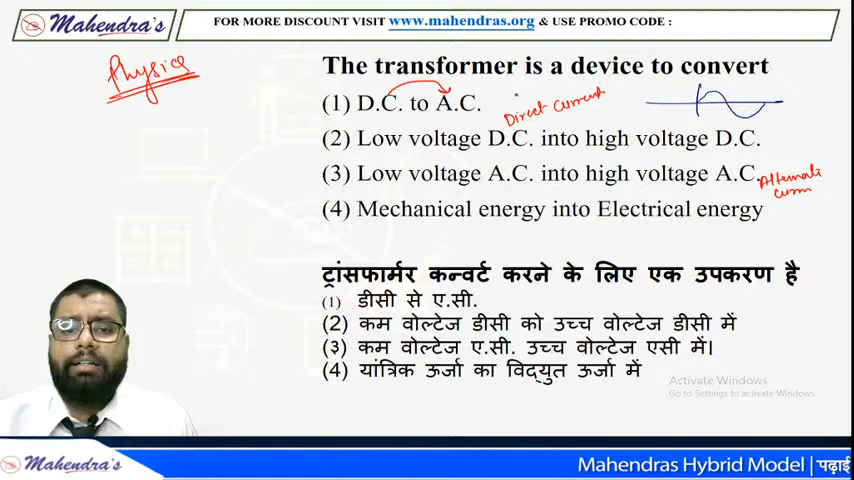 Mahendra's
FOR MORE DISCOUNT VISIT www.mahendras.org & USE PROMO CODE :
Physics
The transformer is a device to convert
(1) D.C. to A.C.
Direct current
(2) Low voltage D.C. into high voltage D.C.
(3) Low voltage A.C. into high voltage A.C.
Alternate
(4) Mechanical energy into Electrical energy
ट्रांसफार्मर कन्वर्ट करने के लिए एक उपकरण है
(1) डीसी से ए.सी.
(2) कम वोल्टेज डीसी को उच्च वोल्टेज डीसी में
(३) कम वोल्टेज ए.सी. उच्च वोल्टेज एसी में।
(4) यांत्रिक ऊर्जा का विद्युत ऊर्जा में
Activate Windows
Go to Settings to activate Windows.
Mahendra's
Mahendras Hybrid Model | पढ़ाई